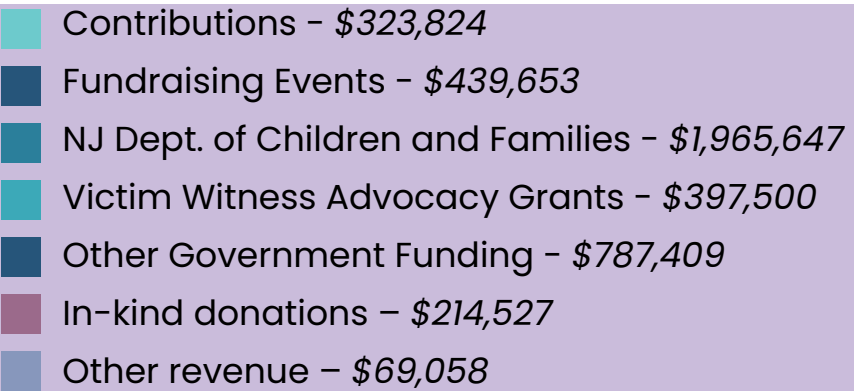 Contributions - $323,824
Fundraising Events - $439,653
NJ Dept. of Children and Families - $1,965,647
Victim Witness Advocacy Grants - $397,500
Other Government Funding - $787,409
In-kind donations – $214,527
Other revenue – $69,058